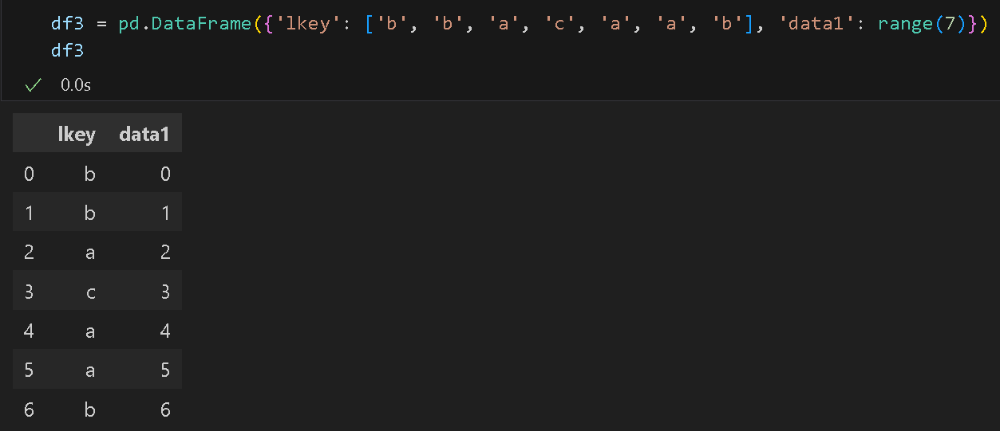 df3 = pd.DataFrame({'lkey': ['b', 'b', 'a', 'c', 'a', 'a', 'b'], 'data1': range(7)})
df3
0.0s
lkey data1
0 b 0
1 b 1
2 a 2
3 c 3
4 a 4
5 a 5
6 b 6